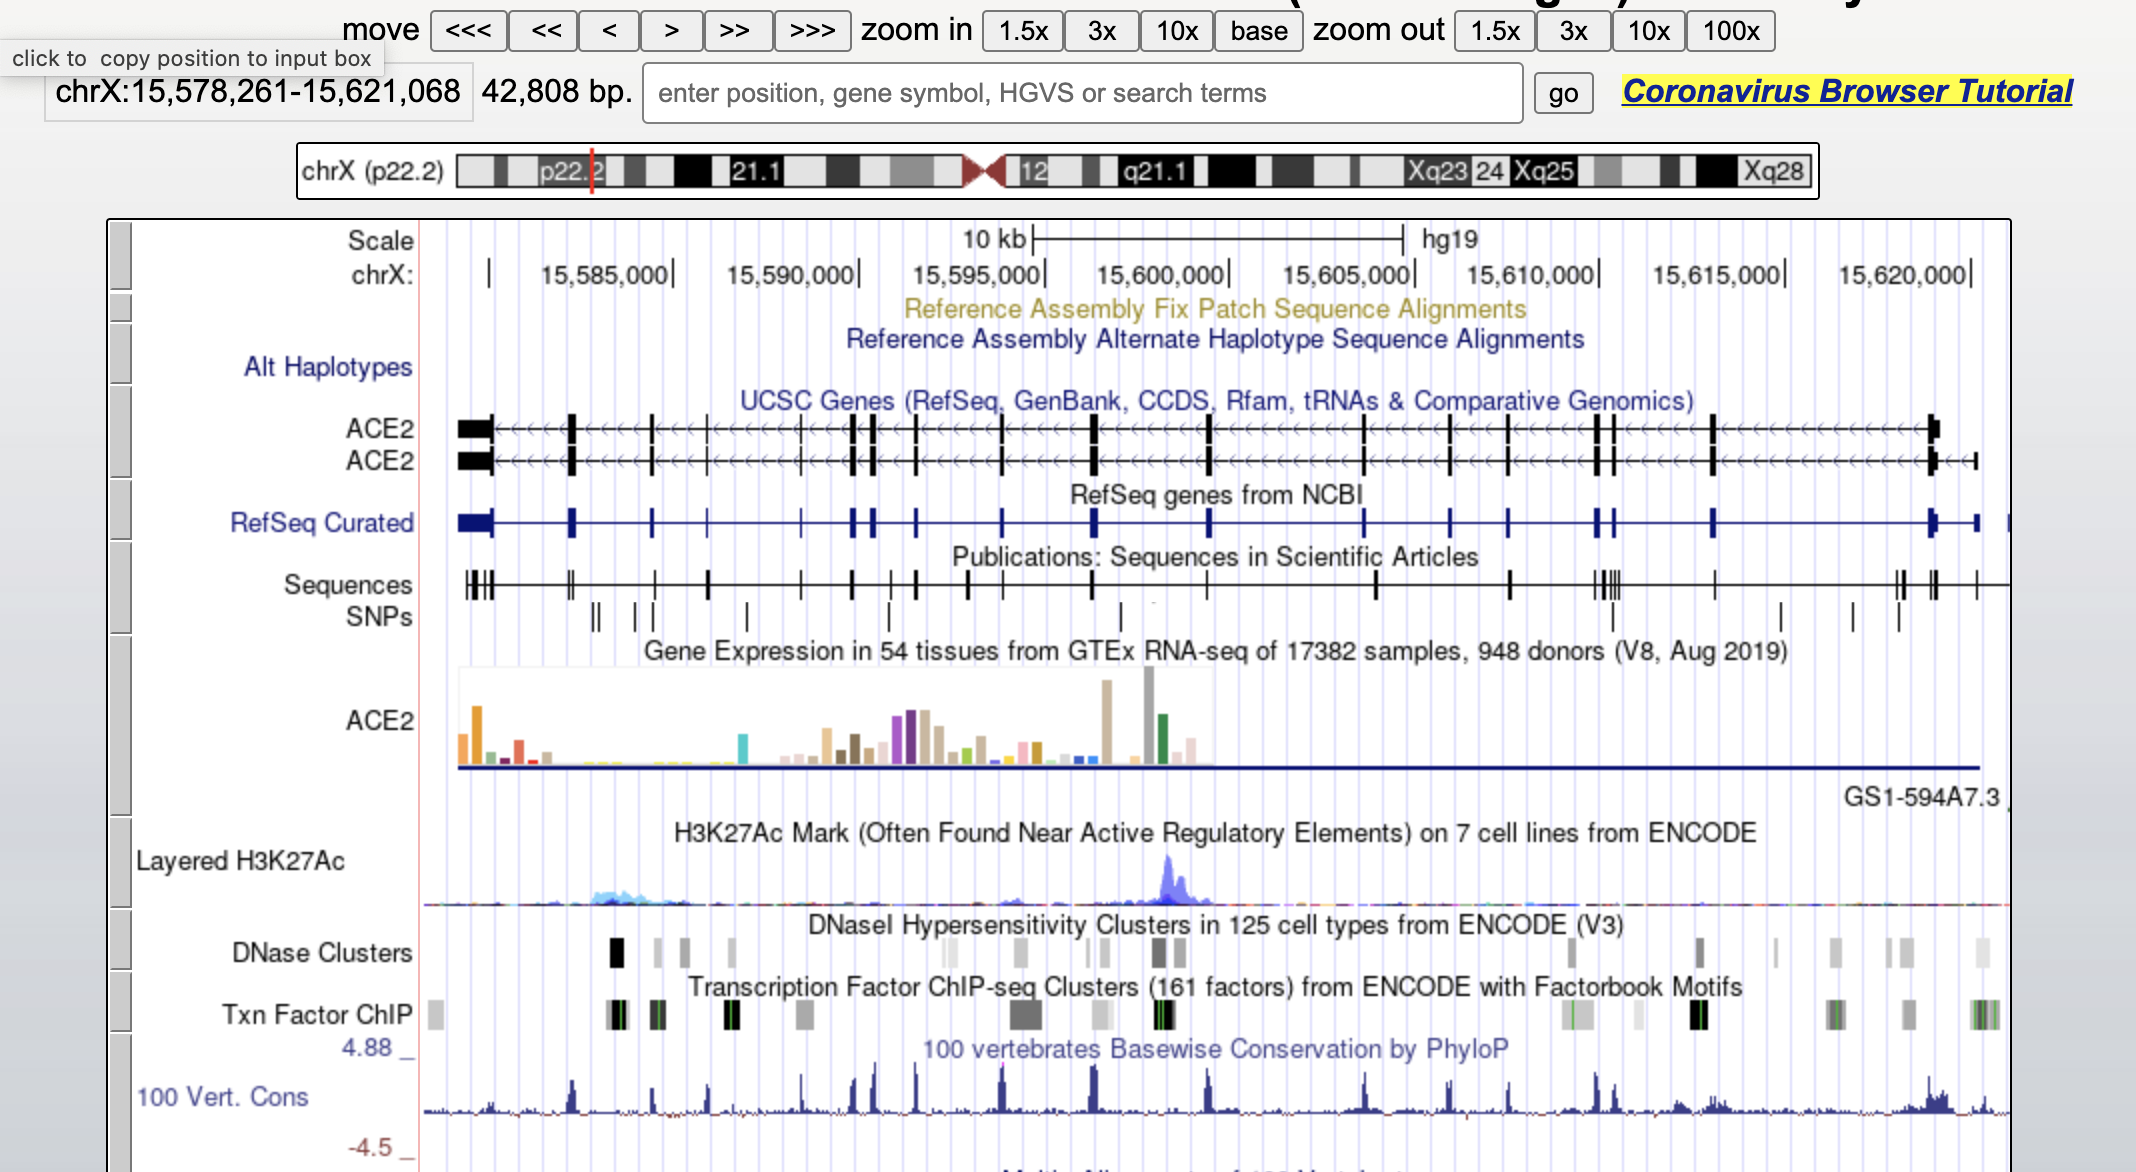 move <<< << < > >> >>> zoom in 1.5x 3x 10x base zoom out 1.5x 3x 10x 100x
click to copy position to input box
chrX:15,578,261-15,621,068 42,808 bp. enter position, gene symbol, HGVS or search terms go Coronavirus Browser Tutorial
chrX (p22.2) p22.2 21.1 12 q21.1 Xq23 24 Xq25 Xq28
Scale 10 kb hg19
chrX: 15,585,000 15,590,000 15,595,000 15,600,000 15,605,000 15,610,000 15,615,000 15,620,000
Reference Assembly Fix Patch Sequence Alignments
Reference Assembly Alternate Haplotype Sequence Alignments
Alt Haplotypes
UCSC Genes (RefSeq, GenBank, CCDS, Rfam, tRNAs & Comparative Genomics)
ACE2
ACE2
RefSeq genes from NCBI
RefSeq Curated
Publications: Sequences in Scientific Articles
Sequences
SNPs
Gene Expression in 54 tissues from GTEx RNA-seq of 17382 samples, 948 donors (V8, Aug 2019)
ACE2
GS1-594A7.3
H3K27Ac Mark (Often Found Near Active Regulatory Elements) on 7 cell lines from ENCODE
Layered H3K27Ac
DNaseI Hypersensitivity Clusters in 125 cell types from ENCODE (V3)
DNase Clusters
Transcription Factor ChIP-seq Clusters (161 factors) from ENCODE with Factorbook Motifs
Txn Factor ChIP
4.88 _ 100 vertebrates Basewise Conservation by PhyloP
100 Vert. Cons
-4.5 _